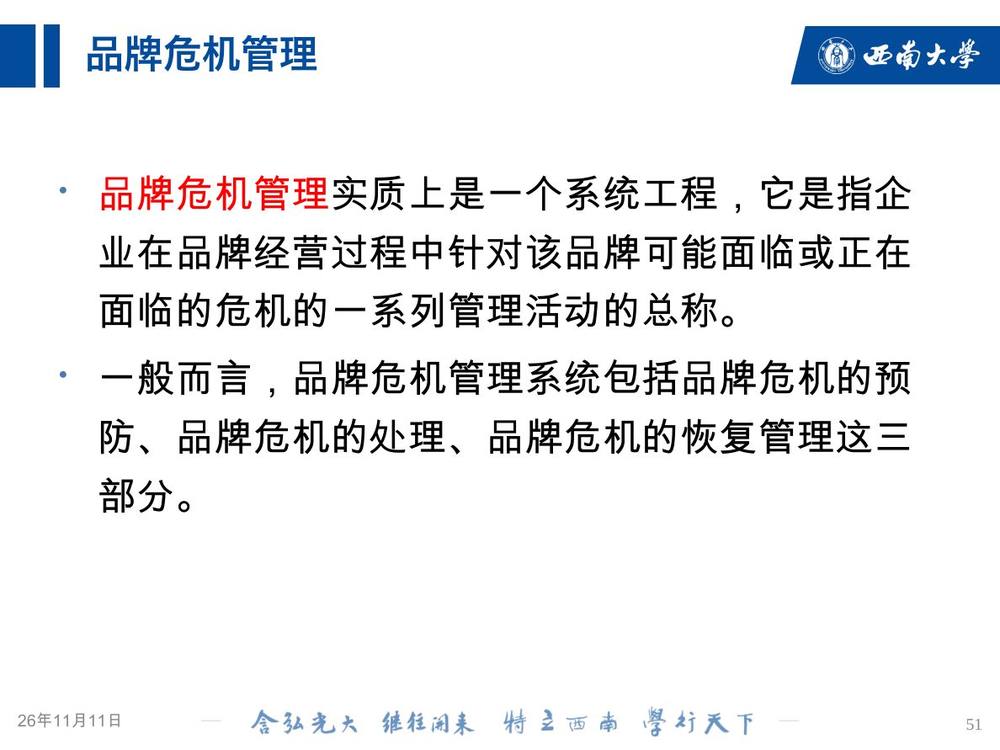 品牌危机管理
西南大学
• 品牌危机管理实质上是一个系统工程，它是指企
业在品牌经营过程中针对该品牌可能面临或正在
面临的危机的一系列管理活动的总称。
• 一般而言，品牌危机管理系统包括品牌危机的预
防、品牌危机的处理、品牌危机的恢复管理这三
部分。
26年11月11日
含弘光大 继往开来 特立西南 學行天下
51